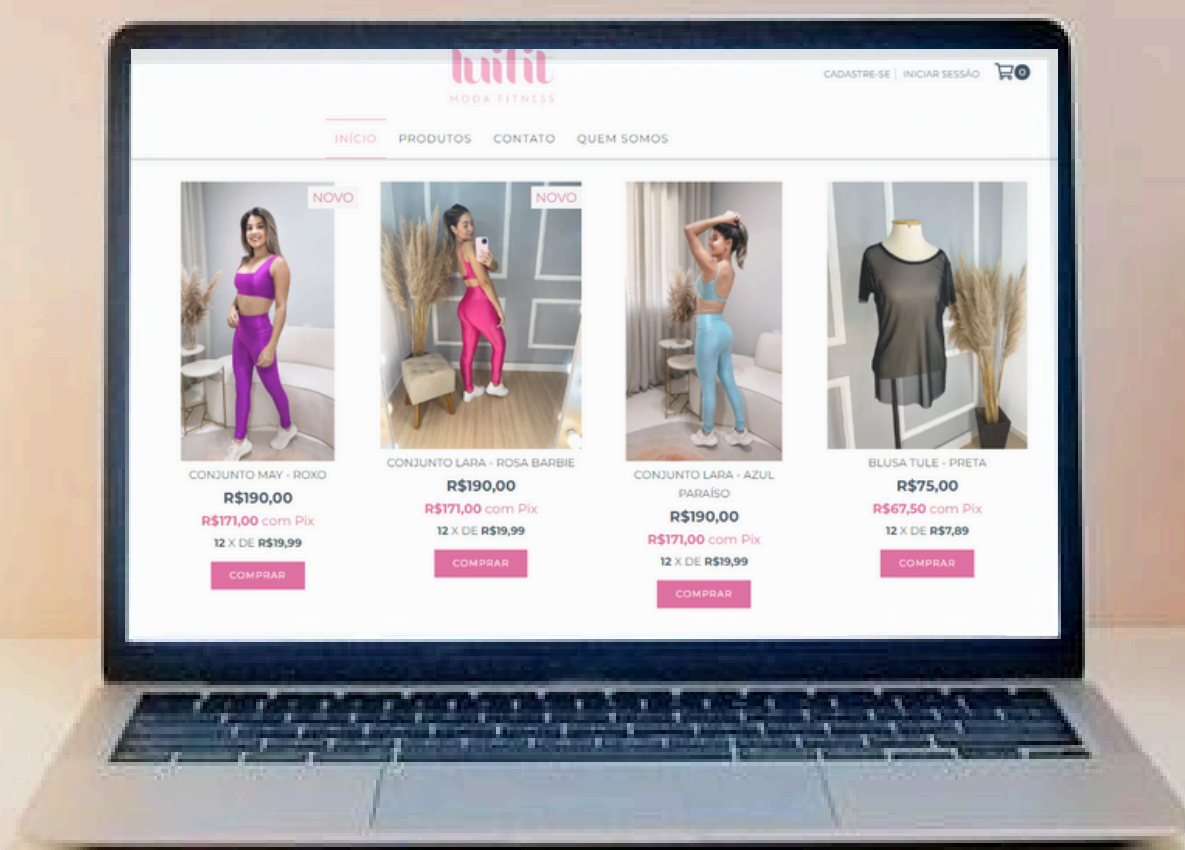 MODA FITNESS
CADASTRE-SE | INICIAR SESSÃO 0
INÍCIO PRODUTOS CONTATO QUEM SOMOS
NOVO
CONJUNTO MAY - ROXO
R$190,00
R$171,00 com Pix
12 X DE R$19,99
COMPRAR
NOVO
CONJUNTO LARA - ROSA BARBIE
R$190,00
R$171,00 com Pix
12 X DE R$19,99
COMPRAR
CONJUNTO LARA - AZUL
PARAÍSO
R$190,00
R$171,00 com Pix
12 X DE R$19,99
COMPRAR
BLUSA TULE - PRETA
R$75,00
R$67,50 com Pix
12 X DE R$7,89
COMPRAR